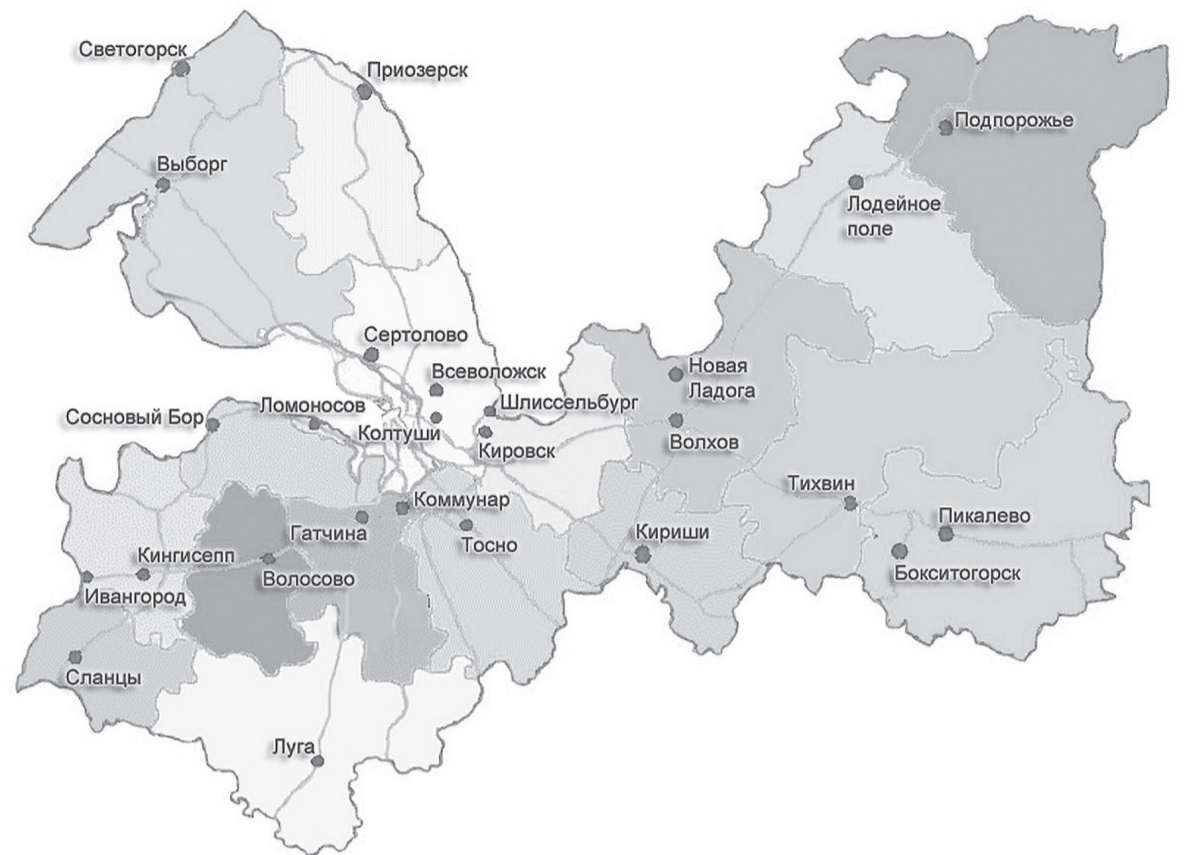 Светогорск
Приозерск
Подпорожье
Выборг
Лодейное
поле
Сертолово
Новая
Ладога
Всеволожск
Шлиссельбург
Ломоносов
Сосновый Бор
Колтуши
Кировск
Волхов
Тихвин
Коммунар
Пикалево
Гатчина
Тосно
Кириши
Кингисепп
Волосово
Бокситогорск
Ивангород
й
Сланцы
Луга